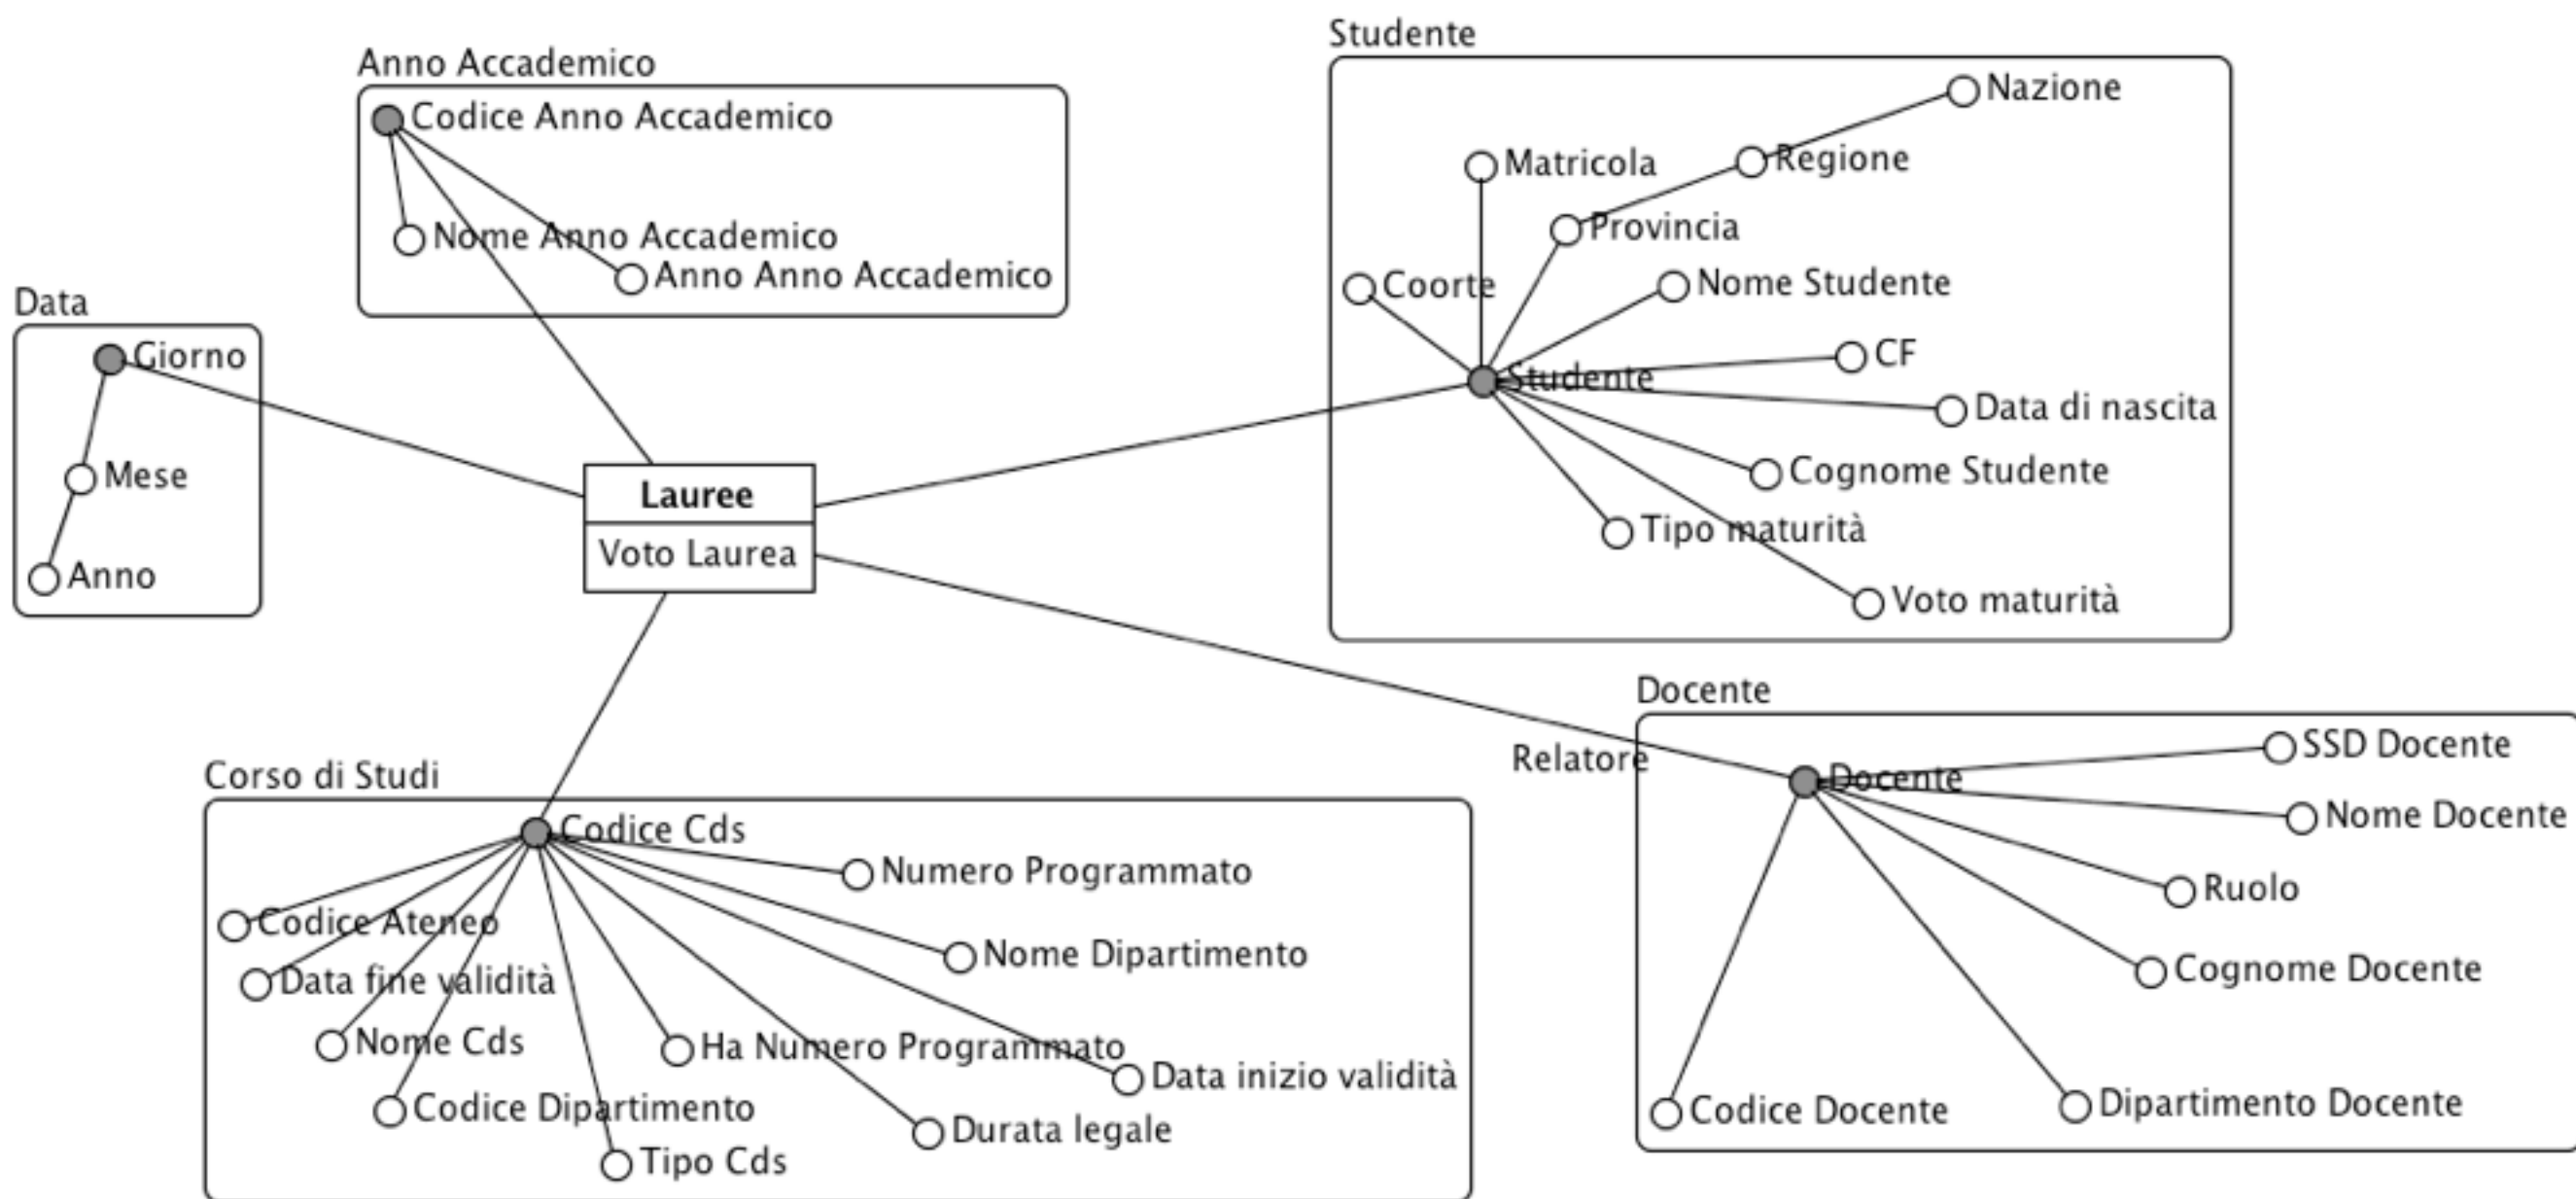 Studente
Anno Accademico
Nazione
Codice Anno Accademico
Matricola
Regione
Provincia
Nome Anno Accademico
Anno Anno Accademico
Coorte
Nome Studente
Data
Giorno
CF
Studente
Data di nascita
Mese
Cognome Studente
Lauree
Tipo maturità
Voto Laurea
Anno
Voto maturità
Docente
SSD Docente
Relatore
Corso di Studi
Docente
Nome Docente
Codice Cds
Numero Programmato
Ruolo
Codice Ateneo
Nome Dipartimento
Cognome Docente
Data fine validità
Nome Cds
Ha Numero Programmato
Data inizio validità
Codice Dipartimento
Codice Docente
Dipartimento Docente
Durata legale
Tipo Cds